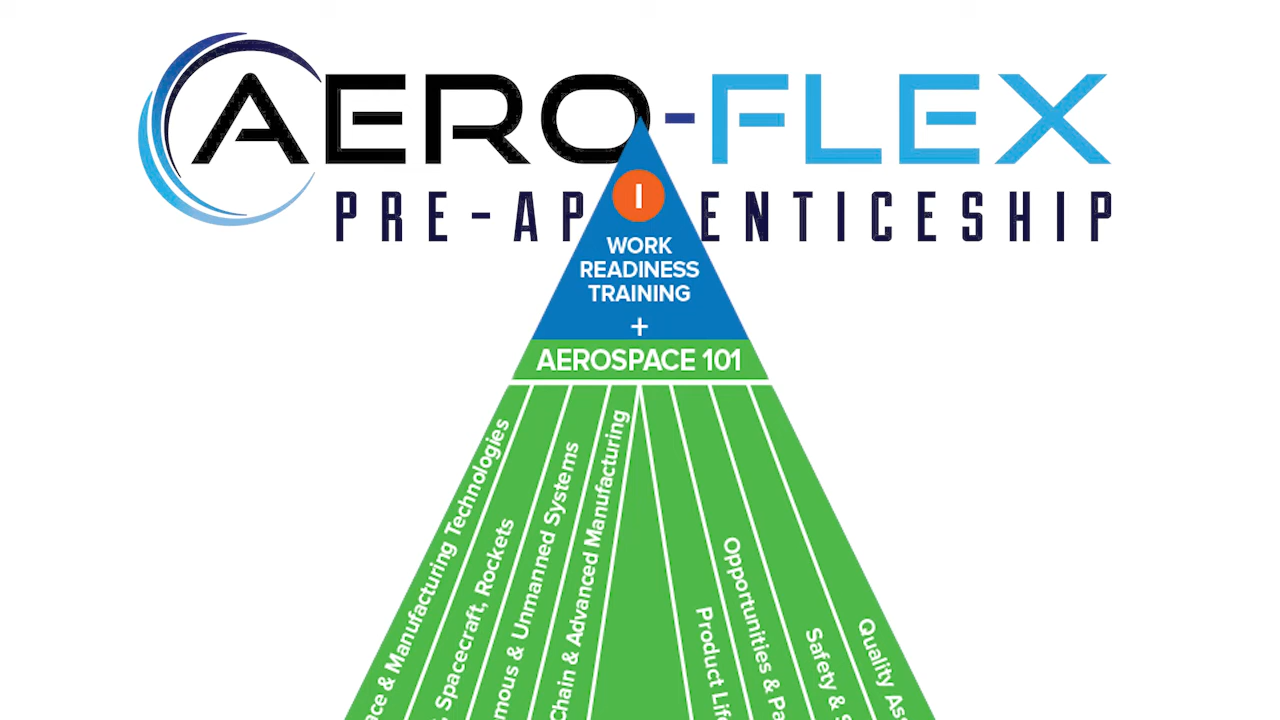 AERO-FLEX
PRE-AP ENTICESHIP
I
WORK
READINESS
TRAINING
+
AEROSPACE 101
& Manufacturing Technologies
Spacecraft, Rockets
& Unmanned Systems
Chain & Advanced Manufacturing
Product
Opportunities &
Safety &
Quality